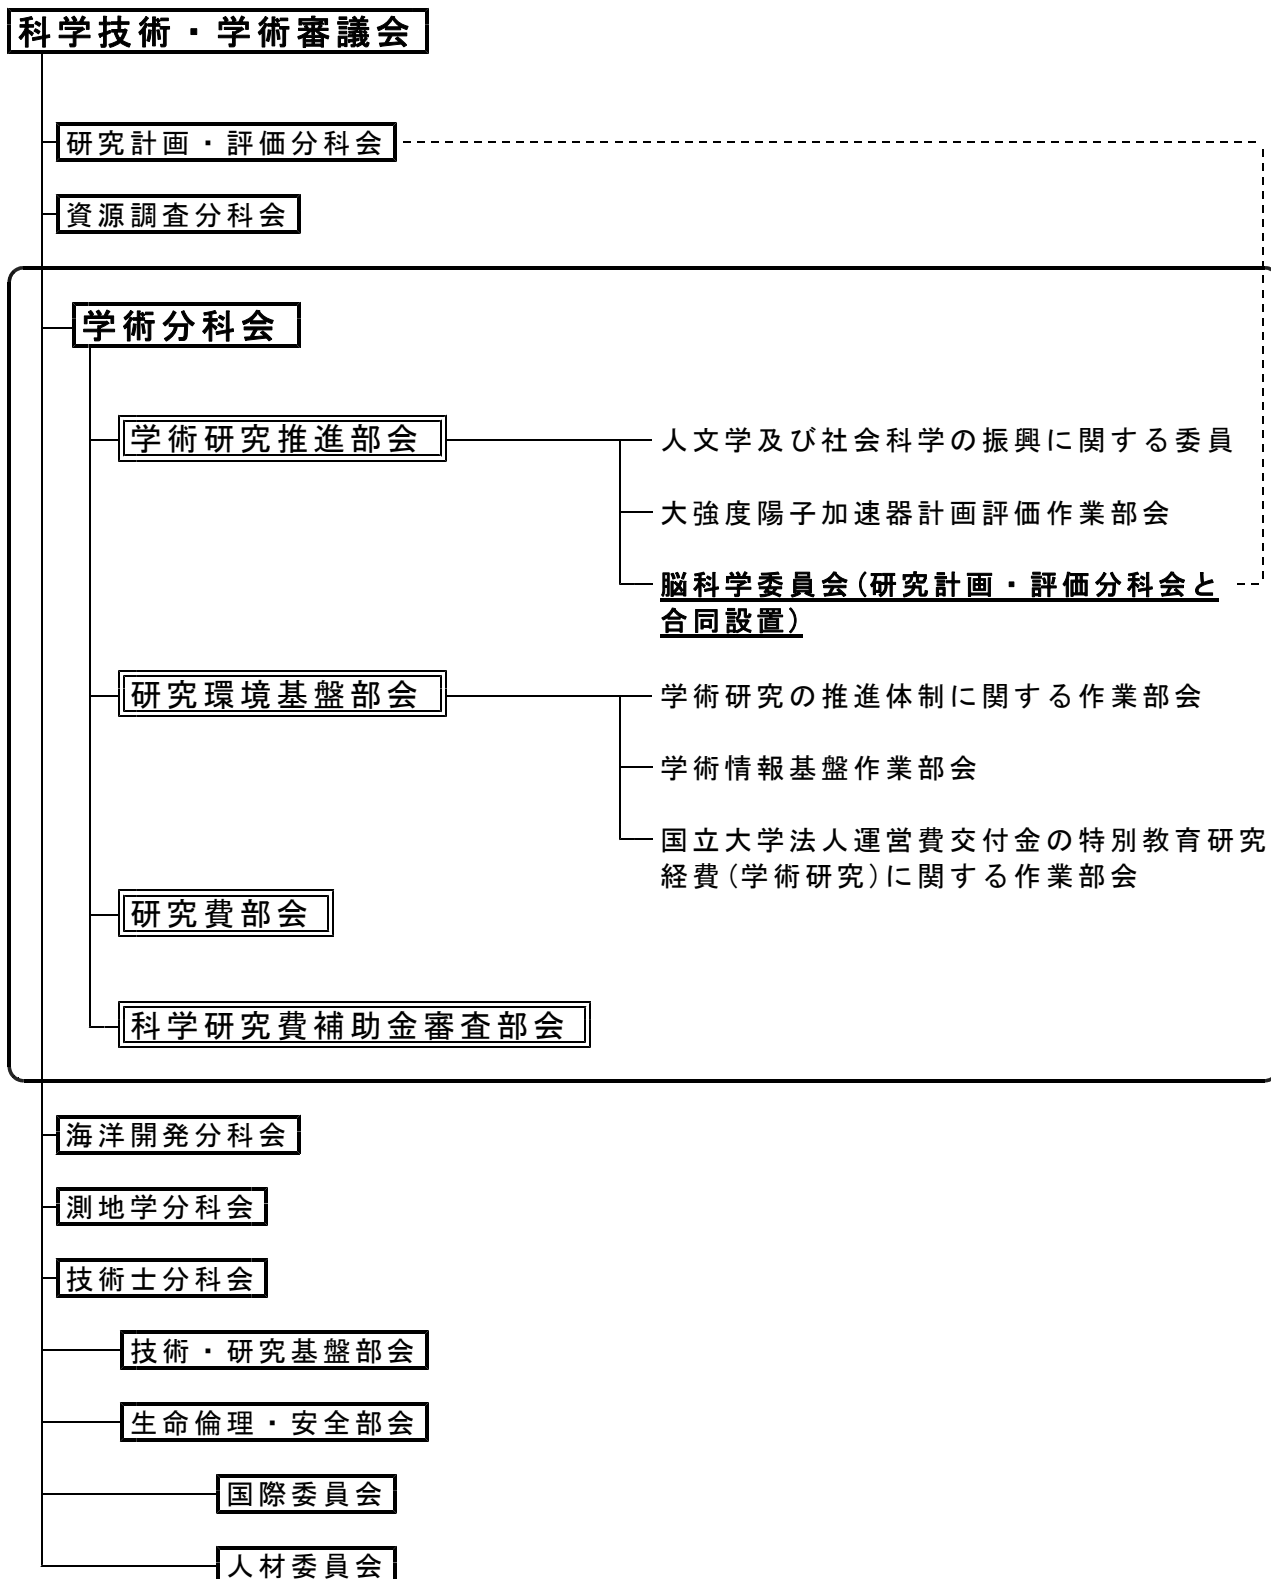 科学技術・学術審議会
研究計画・評価分科会
資源調査分科会
学術分科会
学術研究推進部会
人文学及び社会科学の振興に関する委員
大強度陽子加速器計画評価作業部会
脳科学委員会(研究計画・評価分科会と
合同設置)
研究環境基盤部会
学術研究の推進体制に関する作業部会
学術情報基盤作業部会
国立大学法人運営費交付金の特別教育研究
経費(学術研究)に関する作業部会
研究費部会
科学研究費補助金審査部会
海洋開発分科会
測地学分科会
技術士分科会
技術・研究基盤部会
生命倫理・安全部会
国際委員会
人材委員会